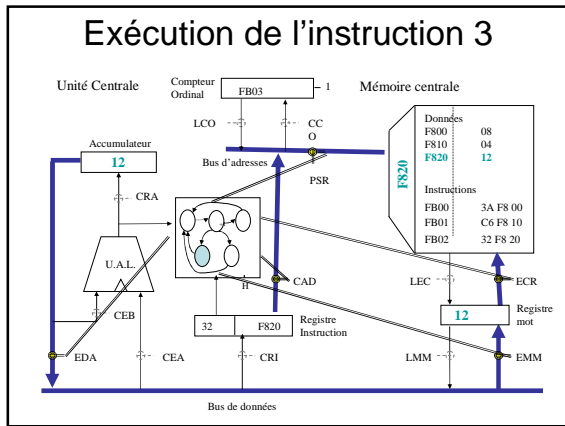 Exécution de l'instruction 3
Unité Centrale
Compteur
Ordinal
FB03
1
Mémoire centrale
LCO
CC
O
Bus d'adresses
PSR
Accumulateur
12
CRA
U.A.L.
CEB
EDA
CEA
CRI
H
CAD
32 F820
Registre
Instruction
F820
Données
F800 08
F810 04
F820 12
Instructions
FB00 3A F8 00
FB01 C6 F8 10
FB02 32 F8 20
LEC
ECR
12
Registre
mot
LMM
EMM
Bus de données